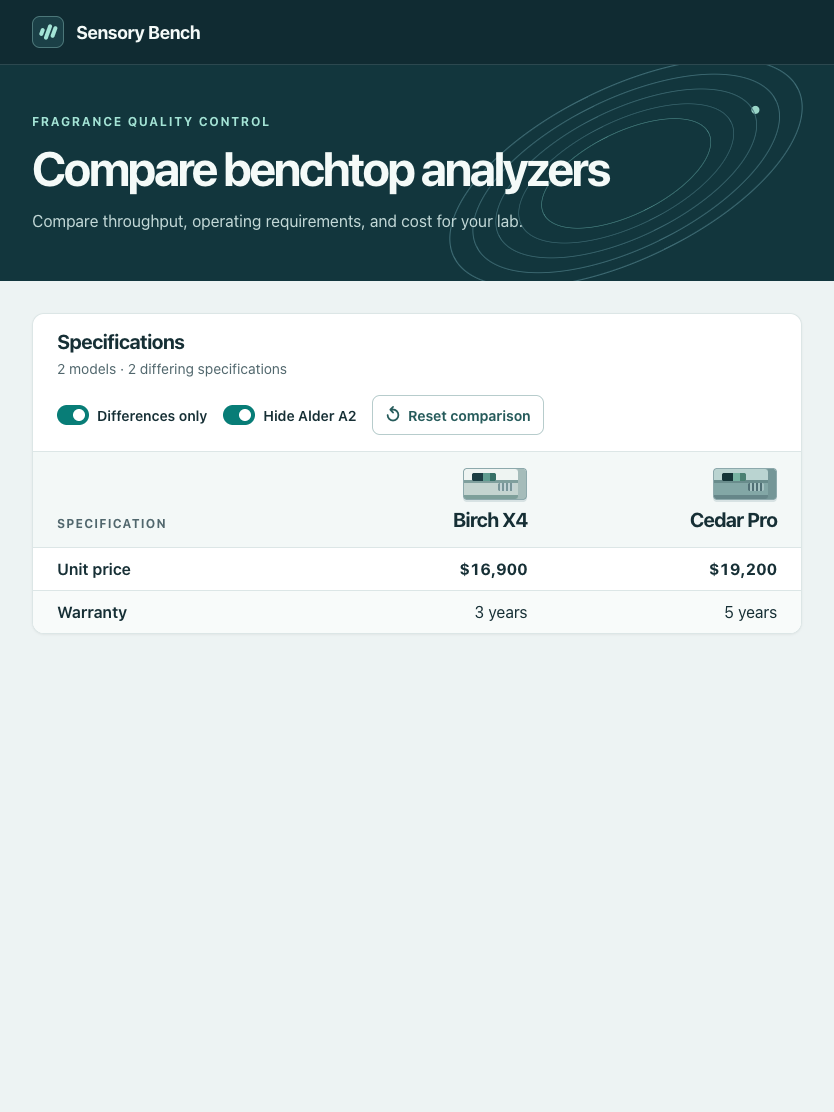 Sensory Bench
FRAGRANCE QUALITY CONTROL
Compare benchtop analyzers
Compare throughput, operating requirements, and cost for your lab.
Specifications
2 models · 2 differing specifications
Differences only
Hide Alder A2
Reset comparison
SPECIFICATION
Birch X4
Cedar Pro
Unit price
$16,900
$19,200
Warranty
3 years
5 years